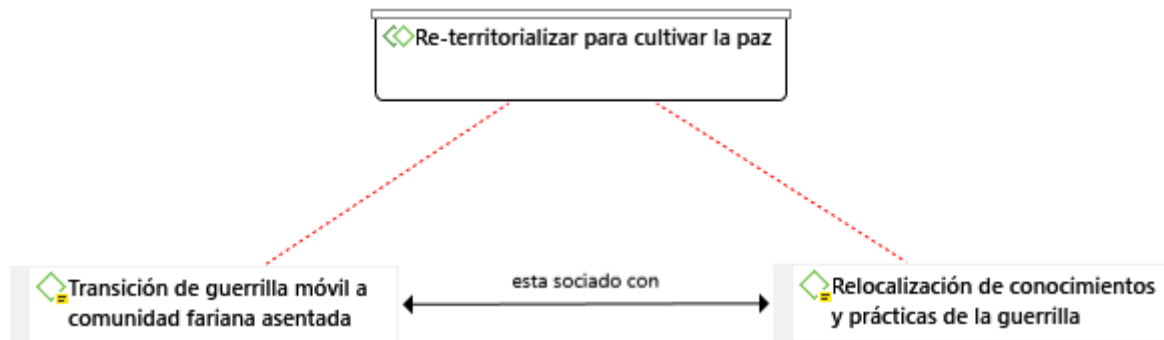 Re-territorializar para cultivar la paz
Transición de guerrilla móvil a
comunidad fariana asentada
esta sociado con
Relocalización de conocimientos
y prácticas de la guerrilla